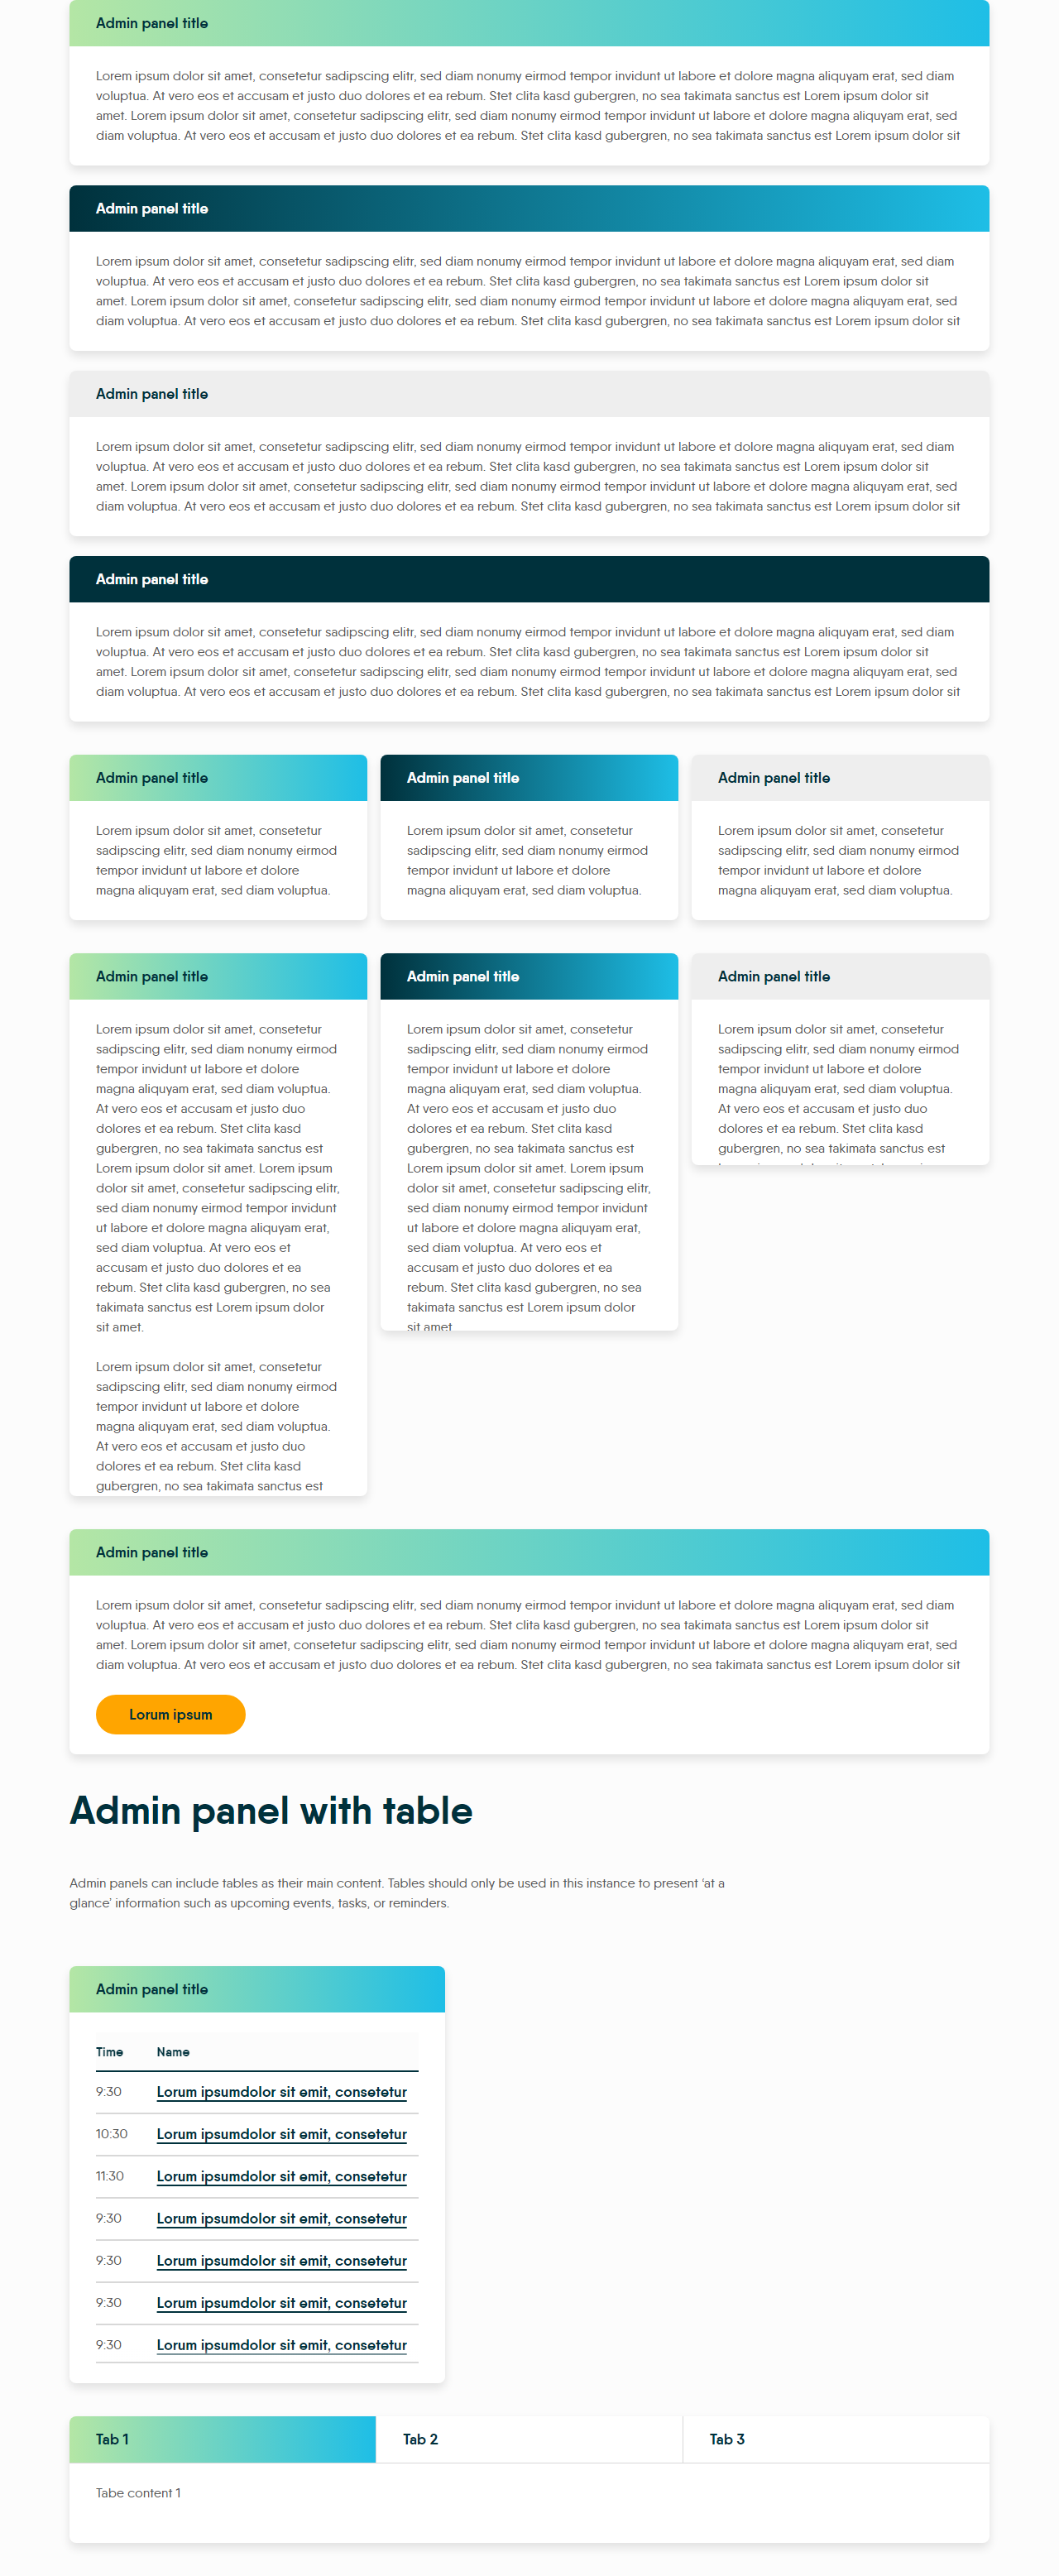 Admin panel title
Lorem ipsum dolor sit amet, consetetur sadipscing elitr, sed diam nonumy eirmod tempor invidunt ut labore et dolore magna aliquyam erat, sed diam
voluptua. At vero eos et accusam et justo duo dolores et ea rebum. Stet clita kasd gubergren, no sea takimata sanctus est Lorem ipsum dolor sit
amet. Lorem ipsum dolor sit amet, consetetur sadipscing elitr, sed diam nonumy eirmod tempor invidunt ut labore et dolore magna aliquyam erat, sed
diam voluptua. At vero eos et accusam et justo duo dolores et ea rebum. Stet clita kasd gubergren, no sea takimata sanctus est Lorem ipsum dolor sit
Admin panel title
Lorem ipsum dolor sit amet, consetetur sadipscing elitr, sed diam nonumy eirmod tempor invidunt ut labore et dolore magna aliquyam erat, sed diam
voluptua. At vero eos et accusam et justo duo dolores et ea rebum. Stet clita kasd gubergren, no sea takimata sanctus est Lorem ipsum dolor sit
amet. Lorem ipsum dolor sit amet, consetetur sadipscing elitr, sed diam nonumy eirmod tempor invidunt ut labore et dolore magna aliquyam erat, sed
diam voluptua. At vero eos et accusam et justo duo dolores et ea rebum. Stet clita kasd gubergren, no sea takimata sanctus est Lorem ipsum dolor sit
Admin panel title
Lorem ipsum dolor sit amet, consetetur sadipscing elitr, sed diam nonumy eirmod tempor invidunt ut labore et dolore magna aliquyam erat, sed diam
voluptua. At vero eos et accusam et justo duo dolores et ea rebum. Stet clita kasd gubergren, no sea takimata sanctus est Lorem ipsum dolor sit
amet. Lorem ipsum dolor sit amet, consetetur sadipscing elitr, sed diam nonumy eirmod tempor invidunt ut labore et dolore magna aliquyam erat, sed
diam voluptua. At vero eos et accusam et justo duo dolores et ea rebum. Stet clita kasd gubergren, no sea takimata sanctus est Lorem ipsum dolor sit
Admin panel title
Lorem ipsum dolor sit amet, consetetur sadipscing elitr, sed diam nonumy eirmod tempor invidunt ut labore et dolore magna aliquyam erat, sed diam
voluptua. At vero eos et accusam et justo duo dolores et ea rebum. Stet clita kasd gubergren, no sea takimata sanctus est Lorem ipsum dolor sit
amet. Lorem ipsum dolor sit amet, consetetur sadipscing elitr, sed diam nonumy eirmod tempor invidunt ut labore et dolore magna aliquyam erat, sed
diam voluptua. At vero eos et accusam et justo duo dolores et ea rebum. Stet clita kasd gubergren, no sea takimata sanctus est Lorem ipsum dolor sit
Admin panel title
Lorem ipsum dolor sit amet, consetetur
sadipscing elitr, sed diam nonumy eirmod
tempor invidunt ut labore et dolore
magna aliquyam erat, sed diam voluptua.
Admin panel title
Lorem ipsum dolor sit amet, consetetur
sadipscing elitr, sed diam nonumy eirmod
tempor invidunt ut labore et dolore
magna aliquyam erat, sed diam voluptua.
Admin panel title
Lorem ipsum dolor sit amet, consetetur
sadipscing elitr, sed diam nonumy eirmod
tempor invidunt ut labore et dolore
magna aliquyam erat, sed diam voluptua.
Admin panel title
Lorem ipsum dolor sit amet, consetetur
sadipscing elitr, sed diam nonumy eirmod
tempor invidunt ut labore et dolore
magna aliquyam erat, sed diam voluptua.
At vero eos et accusam et justo duo
dolores et ea rebum. Stet clita kasd
gubergren, no sea takimata sanctus est
Lorem ipsum dolor sit amet. Lorem ipsum
dolor sit amet, consetetur sadipscing elitr,
sed diam nonumy eirmod tempor invidunt
ut labore et dolore magna aliquyam erat,
sed diam voluptua. At vero eos et
accusam et justo duo dolores et ea
rebum. Stet clita kasd gubergren, no sea
takimata sanctus est Lorem ipsum dolor
sit amet.
Lorem ipsum dolor sit amet, consetetur
sadipscing elitr, sed diam nonumy eirmod
tempor invidunt ut labore et dolore
magna aliquyam erat, sed diam voluptua.
At vero eos et accusam et justo duo
dolores et ea rebum. Stet clita kasd
gubergren, no sea takimata sanctus est
Admin panel title
Lorem ipsum dolor sit amet, consetetur
sadipscing elitr, sed diam nonumy eirmod
tempor invidunt ut labore et dolore
magna aliquyam erat, sed diam voluptua.
At vero eos et accusam et justo duo
dolores et ea rebum. Stet clita kasd
gubergren, no sea takimata sanctus est
Lorem ipsum dolor sit amet. Lorem ipsum
dolor sit amet, consetetur sadipscing elitr,
sed diam nonumy eirmod tempor invidunt
ut labore et dolore magna aliquyam erat,
sed diam voluptua. At vero eos et
accusam et justo duo dolores et ea
rebum. Stet clita kasd gubergren, no sea
takimata sanctus est Lorem ipsum dolor
sit amet
Admin panel title
Lorem ipsum dolor sit amet, consetetur
sadipscing elitr, sed diam nonumy eirmod
tempor invidunt ut labore et dolore
magna aliquyam erat, sed diam voluptua.
At vero eos et accusam et justo duo
dolores et ea rebum. Stet clita kasd
gubergren, no sea takimata sanctus est
Admin panel title
Lorem ipsum dolor sit amet, consetetur sadipscing elitr, sed diam nonumy eirmod tempor invidunt ut labore et dolore magna aliquyam erat, sed diam
voluptua. At vero eos et accusam et justo duo dolores et ea rebum. Stet clita kasd gubergren, no sea takimata sanctus est Lorem ipsum dolor sit
amet. Lorem ipsum dolor sit amet, consetetur sadipscing elitr, sed diam nonumy eirmod tempor invidunt ut labore et dolore magna aliquyam erat, sed
diam voluptua. At vero eos et accusam et justo duo dolores et ea rebum. Stet clita kasd gubergren, no sea takimata sanctus est Lorem ipsum dolor sit
Lorum ipsum
Admin panel with table
Admin panels can include tables as their main content. Tables should only be used in this instance to present ‘at a
glance’ information such as upcoming events, tasks, or reminders.
Admin panel title
Time Name
9:30 Lorum ipsumdolor sit emit, consetetur
10:30 Lorum ipsumdolor sit emit, consetetur
11:30 Lorum ipsumdolor sit emit, consetetur
9:30 Lorum ipsumdolor sit emit, consetetur
9:30 Lorum ipsumdolor sit emit, consetetur
9:30 Lorum ipsumdolor sit emit, consetetur
9:30 Lorum ipsumdolor sit emit, consetetur
Tab 1 Tab 2 Tab 3
Tabe content 1